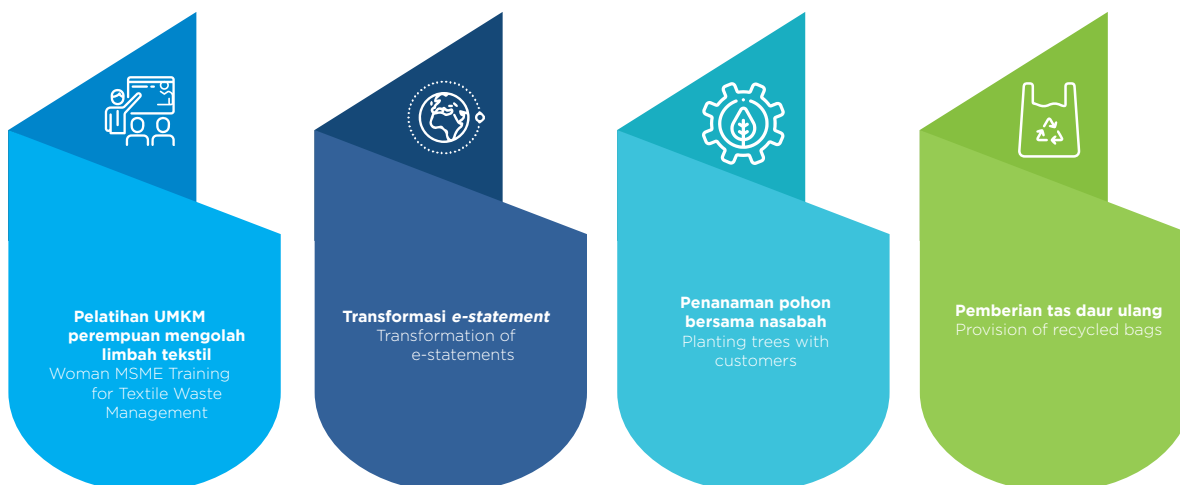 Pelatihan UMKM
perempuan mengolah
limbah tekstil
Woman MSME Training
for Textile Waste
Management
Transformasi e-statement
Transformation of
e-statements
Penanaman pohon
bersama nasabah
Planting trees with
customers
Pemberian tas daur ulang
Provision of recycled bags